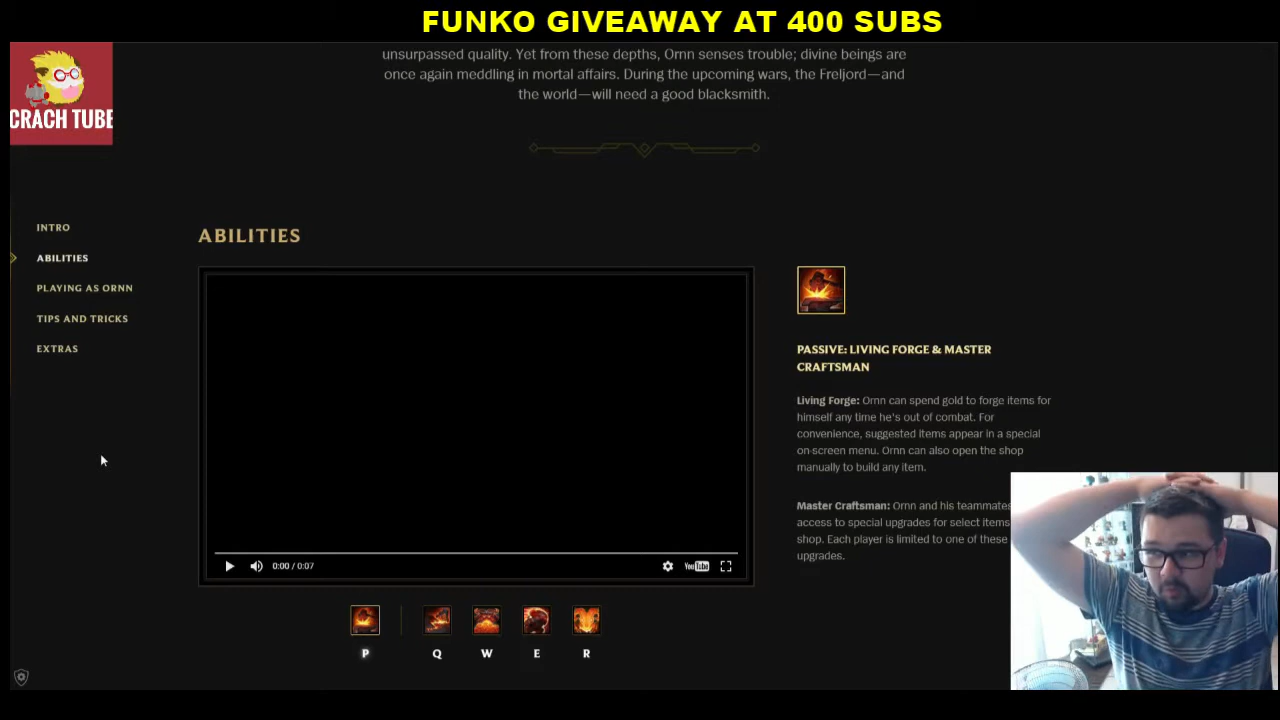 FUNKO GIVEAWAY AT 400 SUBS
CRACH TUBE
unsurpassed quality. Yet from these depths, Ornn senses trouble; divine beings are
once again meddling in mortal affairs. During the upcoming wars, the Freljord—and
the world—will need a good blacksmith.
INTRO
ABILITIES
PLAYING AS ORNN
TIPS AND TRICKS
EXTRAS
ABILITIES
0:00 / 0:07
YouTube
P
Q
W
E
R
PASSIVE: LIVING FORGE & MASTER
CRAFTSMAN
Living Forge: Ornn can spend gold to forge items for
himself any time he's out of combat. For
convenience, suggested items appear in a special
on-screen menu. Ornn can also open the shop
manually to build any item.
Master Craftsman: Ornn and his teammates
access to special upgrades for select items
shop. Each player is limited to one of these
upgrades.